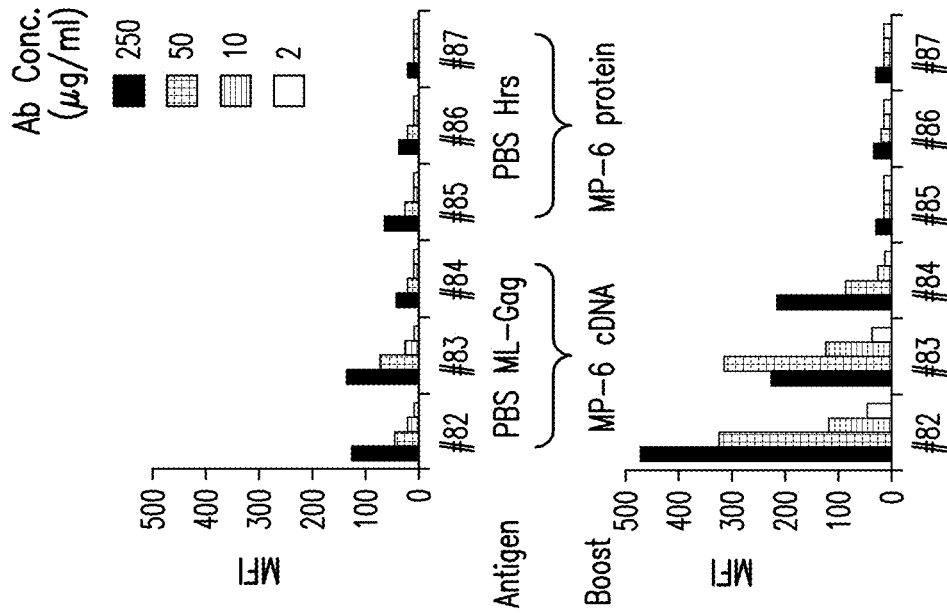 Ab Conc.
(μg/ml)
250
50
10
2
MFI
500
400
300
200
100
0
#82 #83 #84 #85 #86 #87
Antigen PBS ML-Gag PBS Hrs
Boost MP-6 cDNA MP-6 protein
MFI
500
400
300
200
100
0
#82 #83 #84 #85 #86 #87